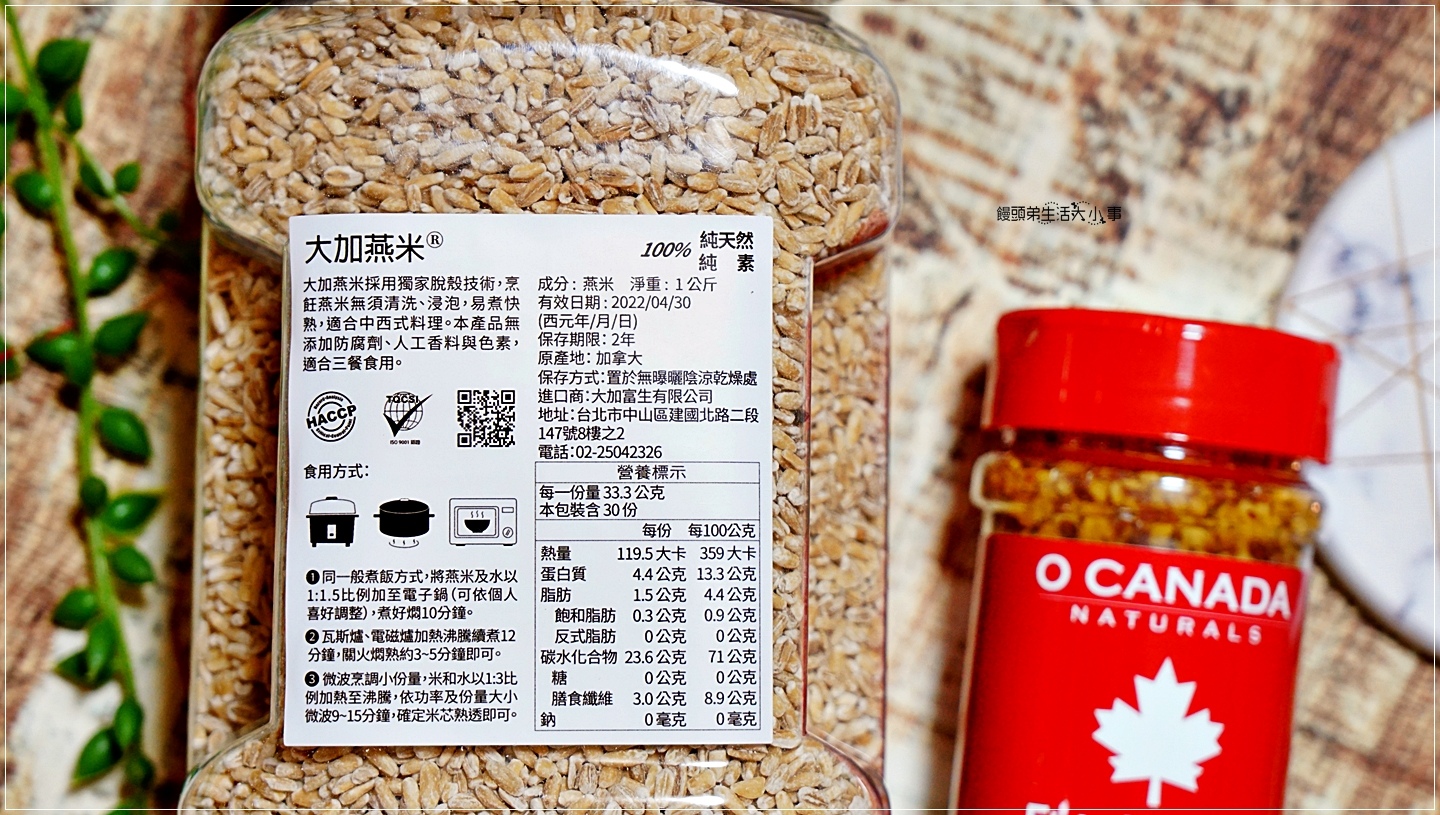 大加燕米®
100% 純天然
純 素
大加燕米採用獨家脫殼技術，烹
飪燕米無須清洗、浸泡，易煮快
熟，適合中西式料理。本產品無
添加防腐劑、人工香料與色素，
適合三餐食用。
HACCP
TQCSI
ISO 9001
食用方式：
❶同一般煮飯方式，將燕米及水以
1:1.5比例加至電子鍋（可依個人
喜好調整），煮好燜10分鐘。
❷瓦斯爐、電磁爐加熱沸騰續煮12
分鐘，關火燜熟約3~5分鐘即可。
❸微波烹調小份量，米和水以1:3比
例加熱至沸騰，依功率及份量大小
微波9~15分鐘，確定米芯熟透即可。
成分：燕米 淨重：1公斤
有效日期：2022/04/30
(西元年/月/日)
保存期限：2年
原產地：加拿大
保存方式：置於無曝曬陰涼乾燥處
進口商：大加富生有限公司
地址：台北市中山區建國北路二段
147號8樓之2
電話：02-25042326
營養標示
每一份量 33.3 公克
本包裝含 30 份
每份 每100公克
熱量 119.5 大卡 359 大卡
蛋白質 4.4 公克 13.3 公克
脂肪 1.5 公克 4.4 公克
飽和脂肪 0.3 公克 0.9 公克
反式脂肪 0 公克 0 公克
碳水化合物 23.6 公克 71 公克
糖 0 公克 0 公克
膳食纖維 3.0 公克 8.9 公克
鈉 0 毫克 0 毫克
饅頭弟生活大小事
O CANADA
NATURALS